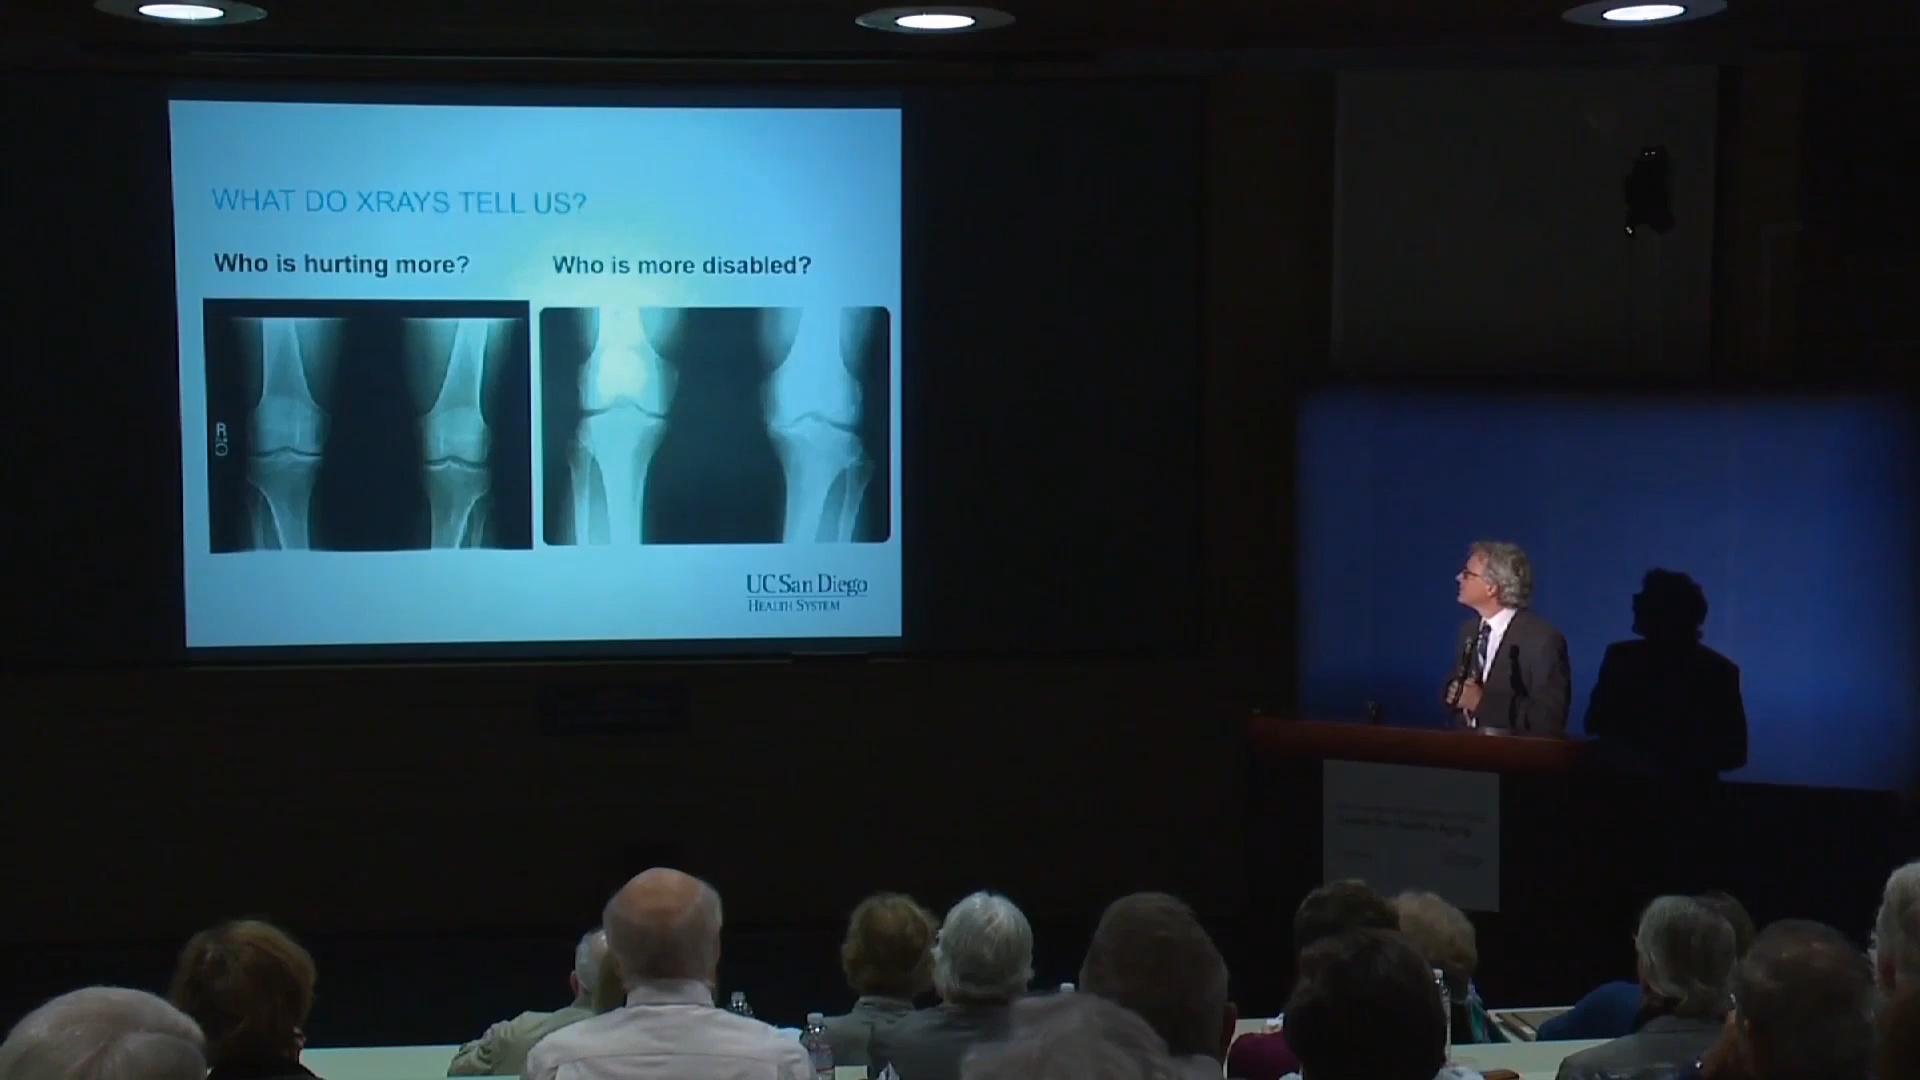 WHAT DO XRAYS TELL US?
Who is hurting more?
Who is more disabled?
R
UC San Diego
HEALTH SYSTEM